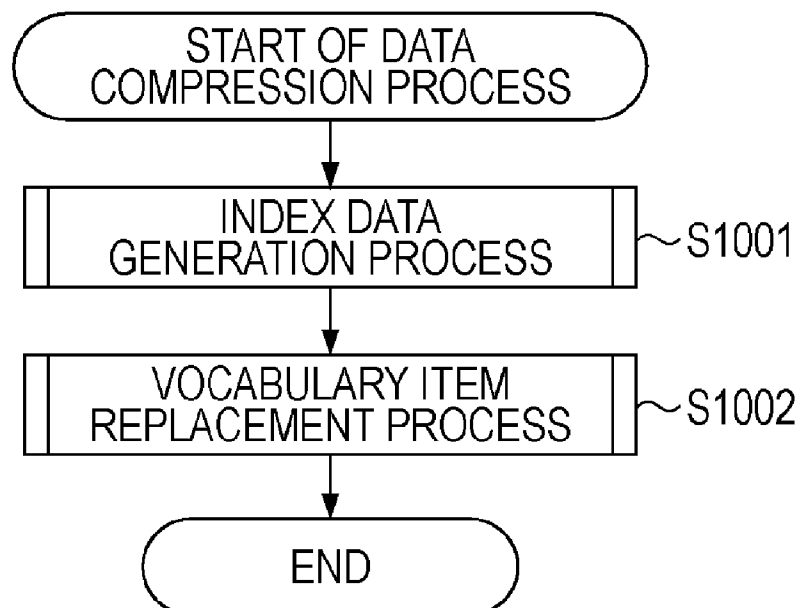 START OF DATA
COMPRESSION PROCESS
INDEX DATA
GENERATION PROCESS
S1001
VOCABULARY ITEM
REPLACEMENT PROCESS
S1002
END